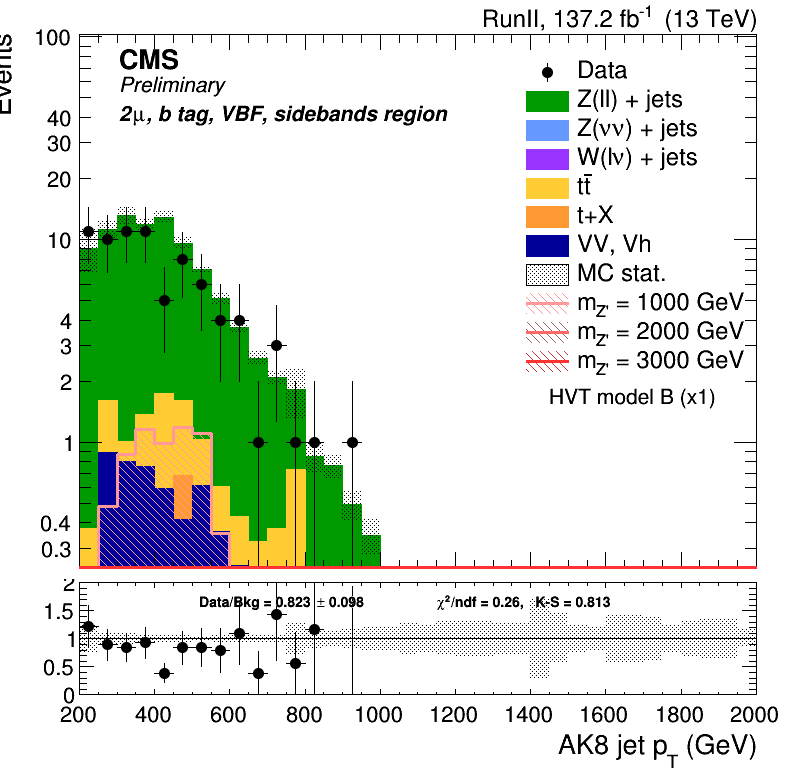 RunII, 137.2 fb⁻¹ (13 TeV)
Events
100
40
30
20
10
4
3
2
1
0.4
0.3
CMS
Preliminary
2μ, b tag, VBF, sidebands region
Data
Z(ll) + jets
Z(νν) + jets
W(lν) + jets
tt̄
t+X
VV, Vh
MC stat.
m_Z' = 1000 GeV
m_Z' = 2000 GeV
m_Z' = 3000 GeV
HVT model B (x1)
2
1.5
1
0.5
0
Data/Bkg = 0.823 ± 0.098
χ²/ndf = 0.26, K-S = 0.813
200 400 600 800 1000 1200 1400 1600 1800 2000
AK8 jet p_T (GeV)